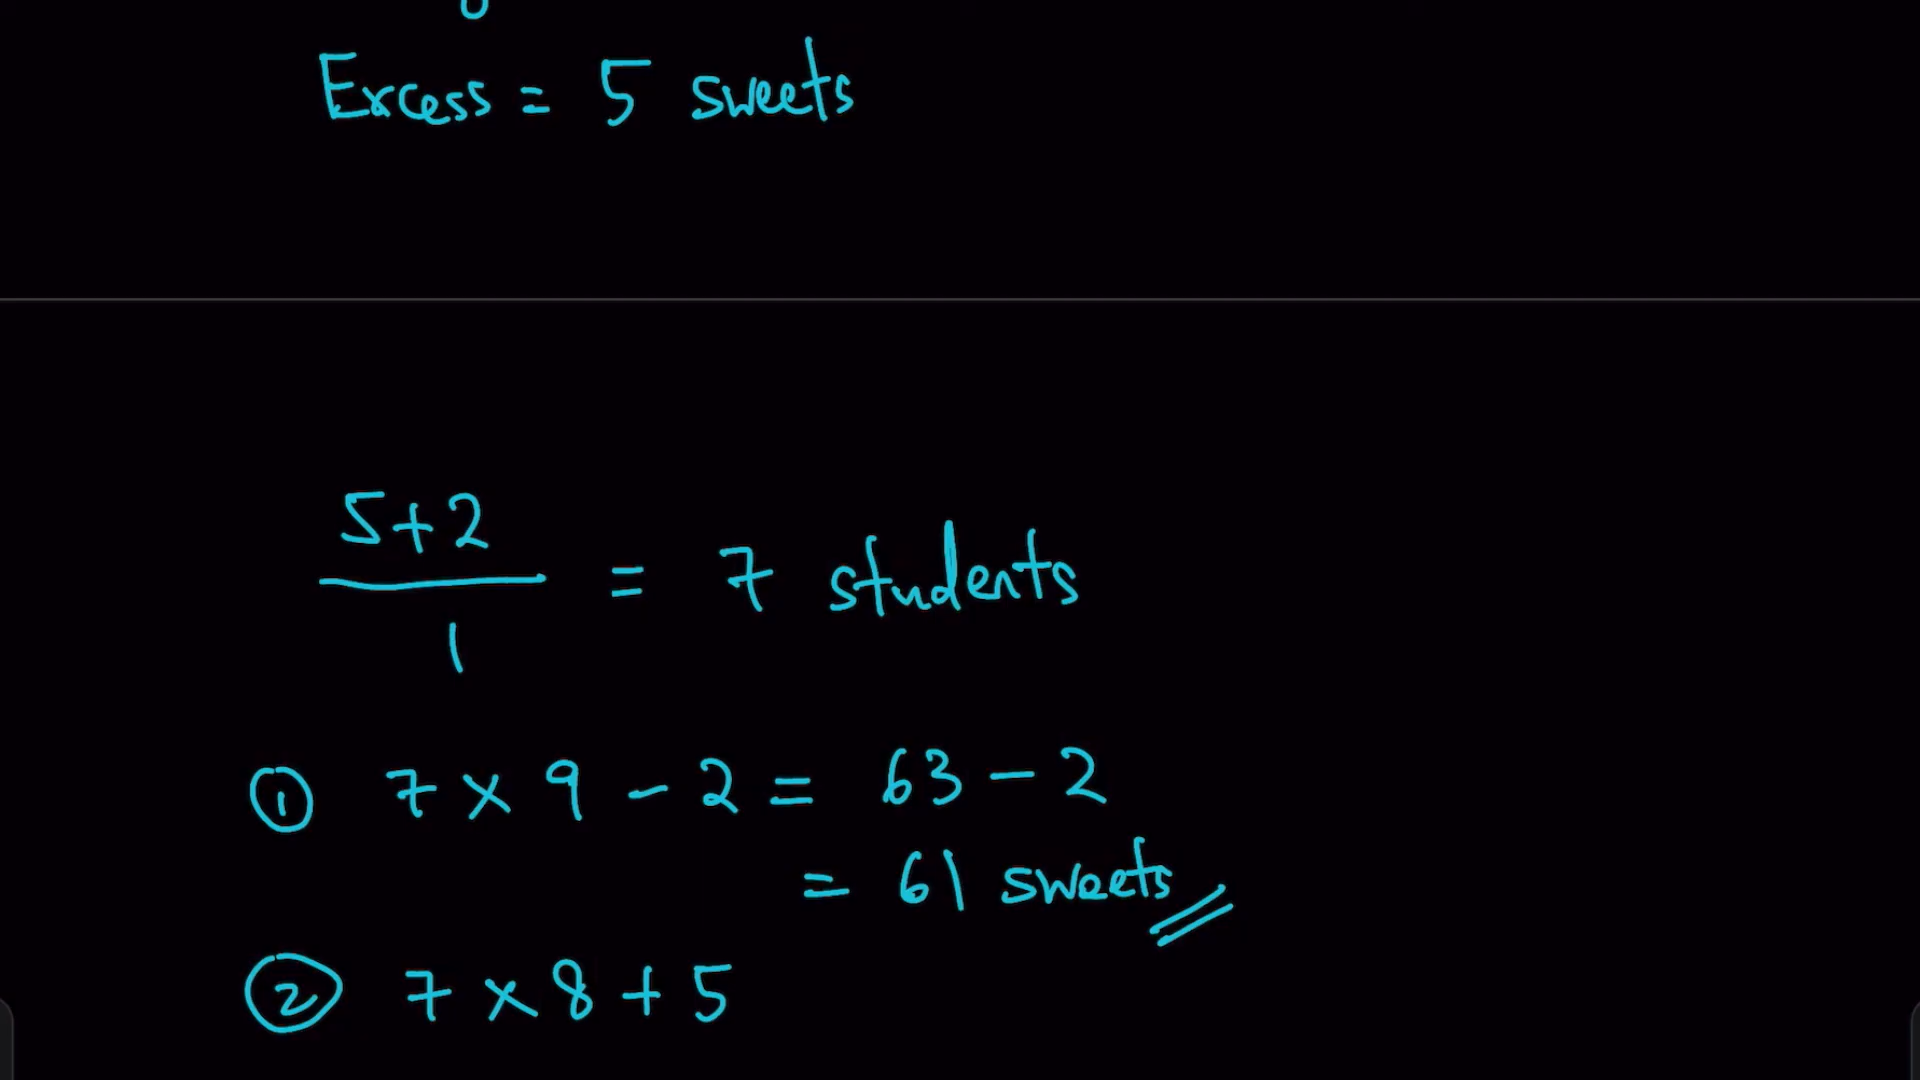 Excess = 5 sweets
5+2
= 7 students
1
① 7 × 9 - 2 = 63 - 2
= 61 sweets
② 7 × 8 + 5